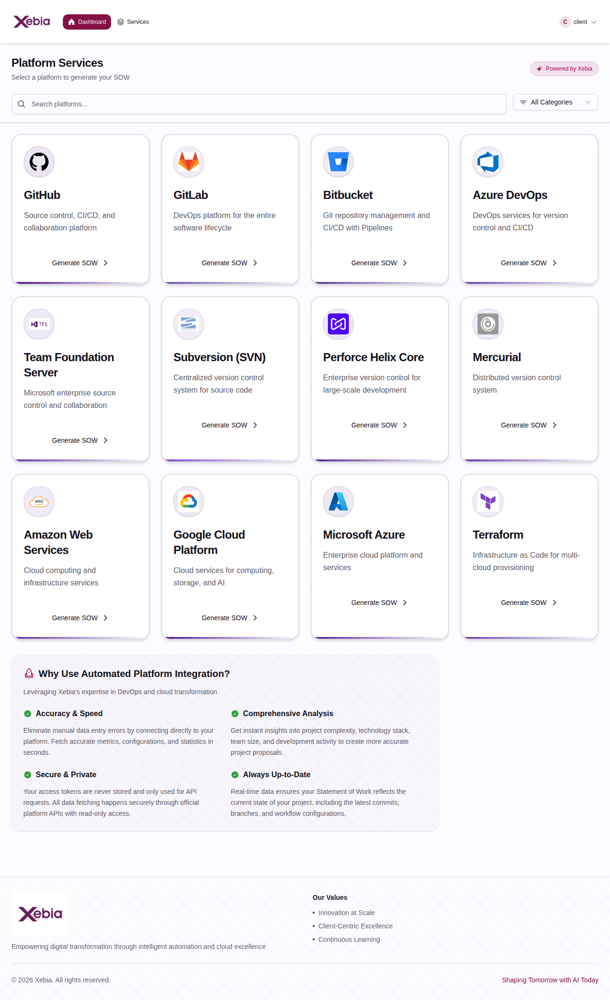 Xebia
Dashboard
Services
C
client
Platform Services
Select a platform to generate your SOW
Powered by Xebia
Search platforms...
All Categories
GitHub
Source control, CI/CD, and
collaboration platform
Generate SOW
GitLab
DevOps platform for the entire
software lifecycle
Generate SOW
Bitbucket
Git repository management and
CI/CD with Pipelines
Generate SOW
Azure DevOps
DevOps services for version
control and CI/CD
Generate SOW
TFS
Team Foundation
Server
Microsoft enterprise source
control and collaboration
Generate SOW
Subversion (SVN)
Centralized version control
system for source code
Generate SOW
Perforce Helix Core
Enterprise version control for
large-scale development
Generate SOW
Mercurial
Distributed version control
system
Generate SOW
aws
Amazon Web
Services
Cloud computing and
infrastructure services
Generate SOW
Google Cloud
Platform
Cloud services for computing,
storage, and AI
Generate SOW
Microsoft Azure
Enterprise cloud platform and
services
Generate SOW
Terraform
Infrastructure as Code for multi-
cloud provisioning
Generate SOW
Why Use Automated Platform Integration?
Leveraging Xebia's expertise in DevOps and cloud transformation
Accuracy & Speed
Eliminate manual data entry errors by connecting directly to your
platform. Fetch accurate metrics, configurations, and statistics in
seconds.
Comprehensive Analysis
Get instant insights into project complexity, technology stack,
team size, and development activity to create more accurate
project proposals.
Secure & Private
Your access tokens are never stored and only used for API
requests. All data fetching happens securely through official
platform APIs with read-only access.
Always Up-to-Date
Real-time data ensures your Statement of Work reflects the
current state of your project, including the latest commits,
branches, and workflow configurations.
Xebia
Empowering digital transformation through intelligent automation and cloud excellence
Our Values
• Innovation at Scale
• Client-Centric Excellence
• Continuous Learning
© 2026 Xebia. All rights reserved.
Shaping Tomorrow with AI Today